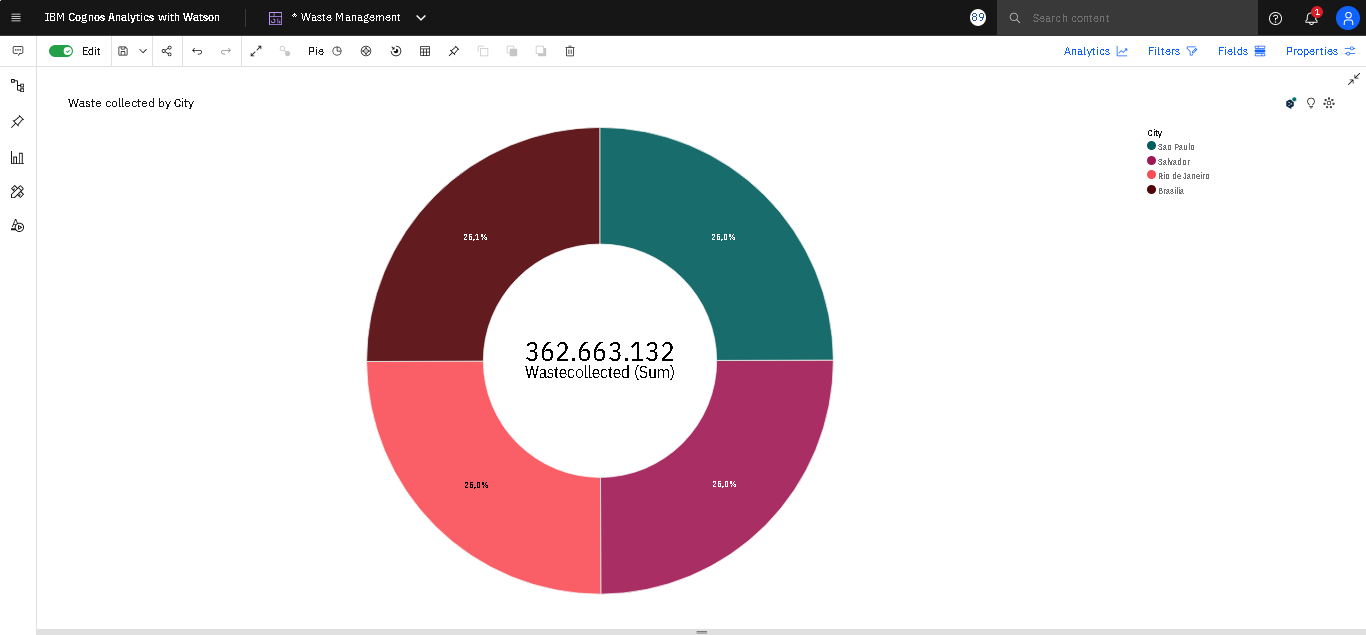 IBM Cognos Analytics with Watson
* Waste Management
89
Search content
1
Edit
Pie
Analytics
Filters
Fields
Properties
Waste collected by City
City
Sao Paulo
Salvador
Rio de Janeiro
Brasilia
25,1%
25,0%
362.663.132
Wastecollected (Sum)
25,0%
25,0%